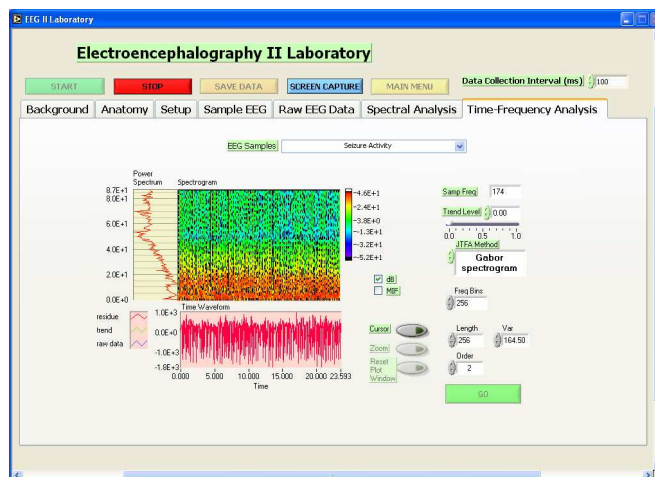 EEG II Laboratory
Electroencephalography II Laboratory
START STOP SAVE DATA SCREEN CAPTURE MAIN MENU Data Collection Interval (ms) 100
Background Anatomy Setup Sample EEG Raw EEG Data Spectral Analysis Time-Frequency Analysis
EEG Samples Seizure Activity
Power
Spectrum Spectrogram
8.7E+1
8.0E+1
6.0E+1
4.0E+1
2.0E+1
0.0E+0
-4.6E+1
-2.4E+1
-3.8E+0
--1.3E+1
--3.2E+1
--5.2E+1
Samp Freq 174
Trend Level 0.00
0.0 0.5 1.0
JTFA Method
Gabor
spectrogram
dB
MIF
Freq Bins
256
Time Waveform
residue
trend
raw data
1.0E+3
0.0E+0
-1.0E+3
-1.8E+3
0.000 5.000 10.000 15.000 20.000 23.593
Time
Cursor
Zoom
Reset
Plot
Window
Length Var
256 164.50
Order
2
GO